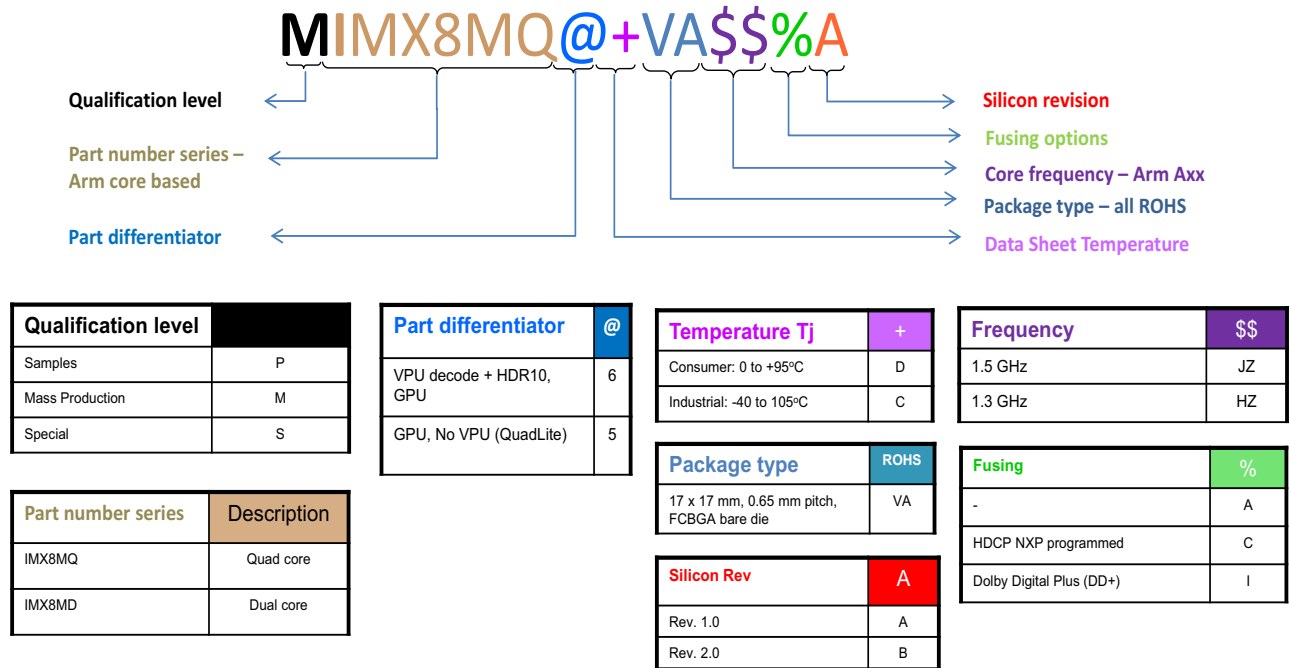 MIMX8MQ@+VA$$%A
Qualification level
Silicon revision
Fusing options
Part number series –
Arm core based
Core frequency – Arm Axx
Package type – all ROHS
Part differentiator
Data Sheet Temperature
Qualification level
Samples P
Mass Production M
Special S
Part number series Description
IMX8MQ Quad core
IMX8MD Dual core
Part differentiator @
VPU decode + HDR10,
GPU 6
GPU, No VPU (QuadLite) 5
Temperature Tj +
Consumer: 0 to +95ºC D
Industrial: -40 to 105ºC C
Package type ROHS
17 x 17 mm, 0.65 mm pitch,
FCBGA bare die VA
Silicon Rev A
Rev. 1.0 A
Rev. 2.0 B
Frequency $$
1.5 GHz JZ
1.3 GHz HZ
Fusing %
- A
HDCP NXP programmed C
Dolby Digital Plus (DD+) I